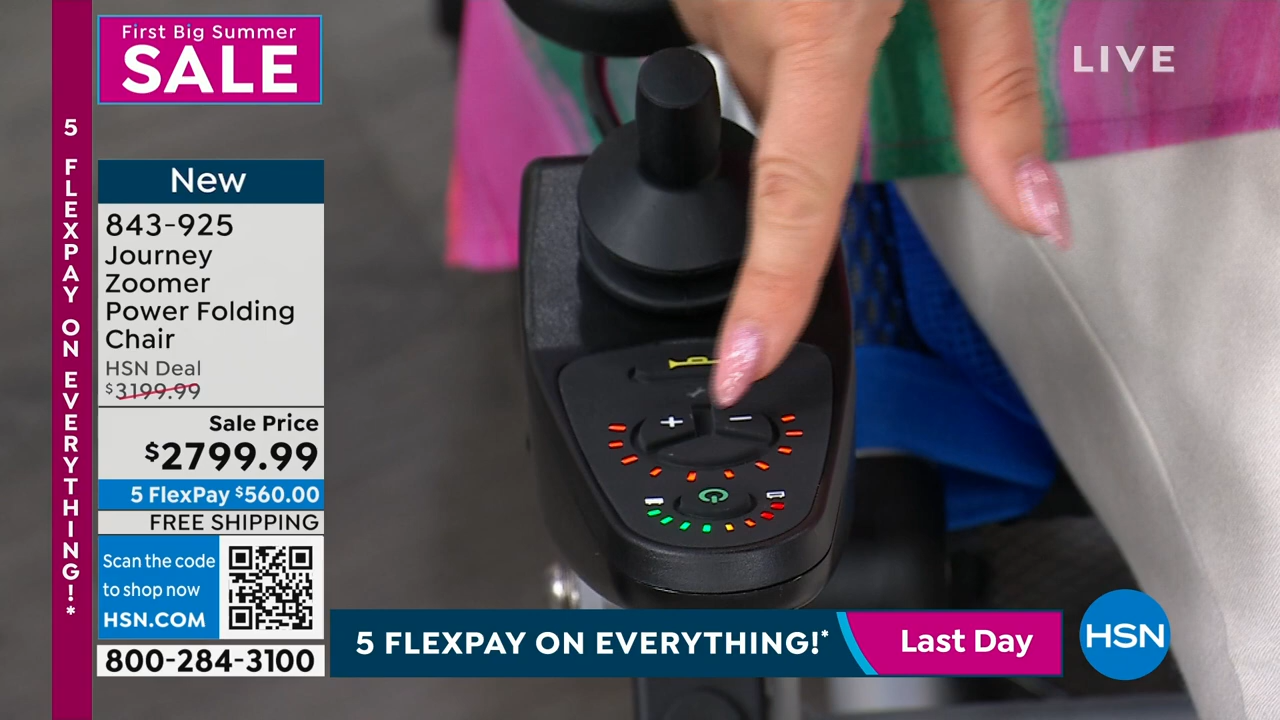 First Big Summer
SALE
LIVE
5 FLEXPAY ON EVERYTHING!*
New
843-925
Journey
Zoomer
Power Folding
Chair
HSN Deal
$3199.99
Sale Price
$2799.99
5 FlexPay $560.00
FREE SHIPPING
Scan the code
to shop now
HSN.COM
800-284-3100
+ −
5 FLEXPAY ON EVERYTHING!*
Last Day
HSN